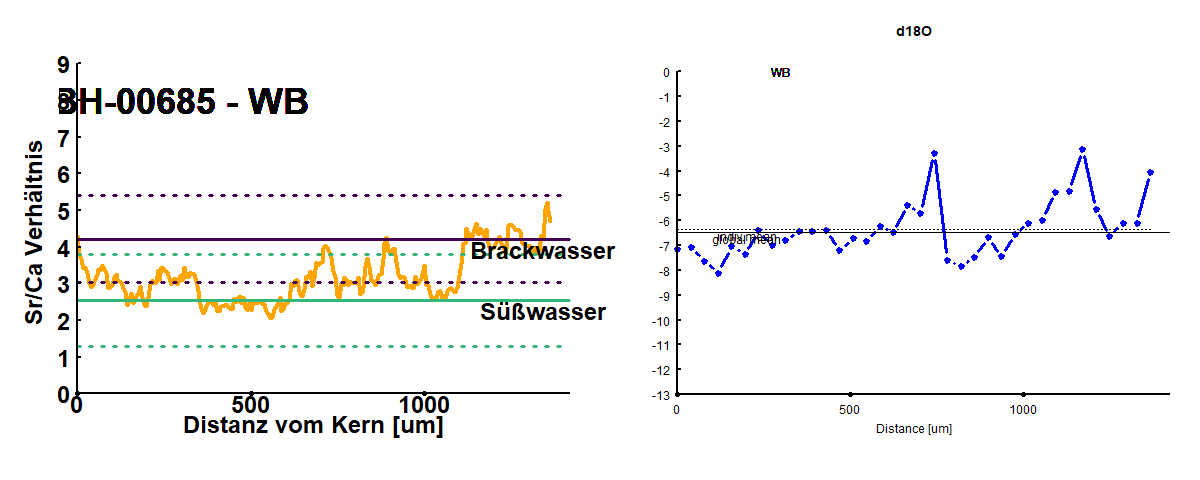 9
8
7
6
5
4
3
2
1
0
BH-00685 - WB
Sr/Ca Verhältnis
Brackwasser
Süßwasser
0 500 1000
Distanz vom Kern [um]
d18O
WB
0
-1
-2
-3
-4
-5
-6
-7
-8
-9
-10
-11
-12
-13
global mean
0 500 1000
Distance [um]